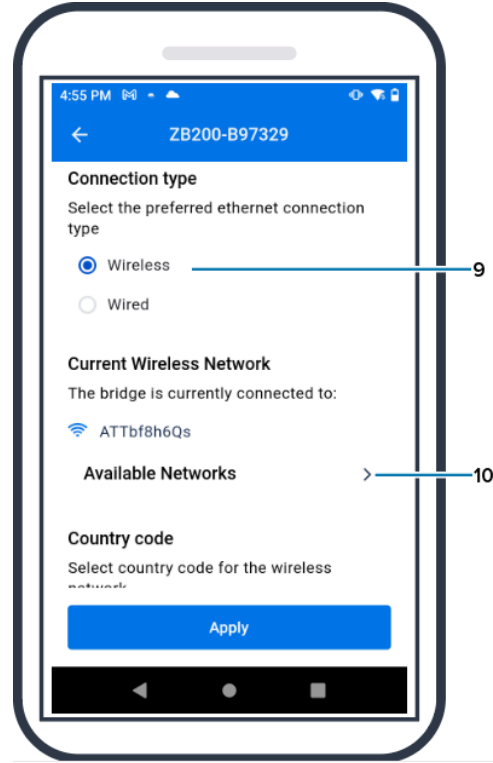 4:55 PM
ZB200-B97329
Connection type
Select the preferred ethernet connection
type
Wireless
9
Wired
Current Wireless Network
The bridge is currently connected to:
ATTbf8h6Qs
Available Networks
10
Country code
Select country code for the wireless
network
Apply